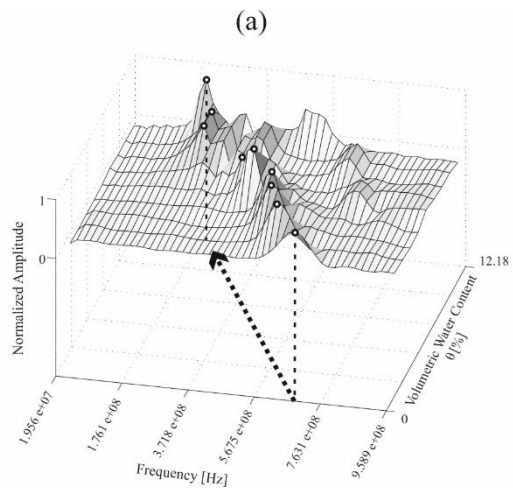 (a)
1
0
Normalized Amplitude
12.18
Volumetric Water Content
θ [%]
0
1.956 e+07
1.761 e+08
3.718 e+08
5.675 e+08
7.631 e+08
9.589 e+08
Frequency [Hz]